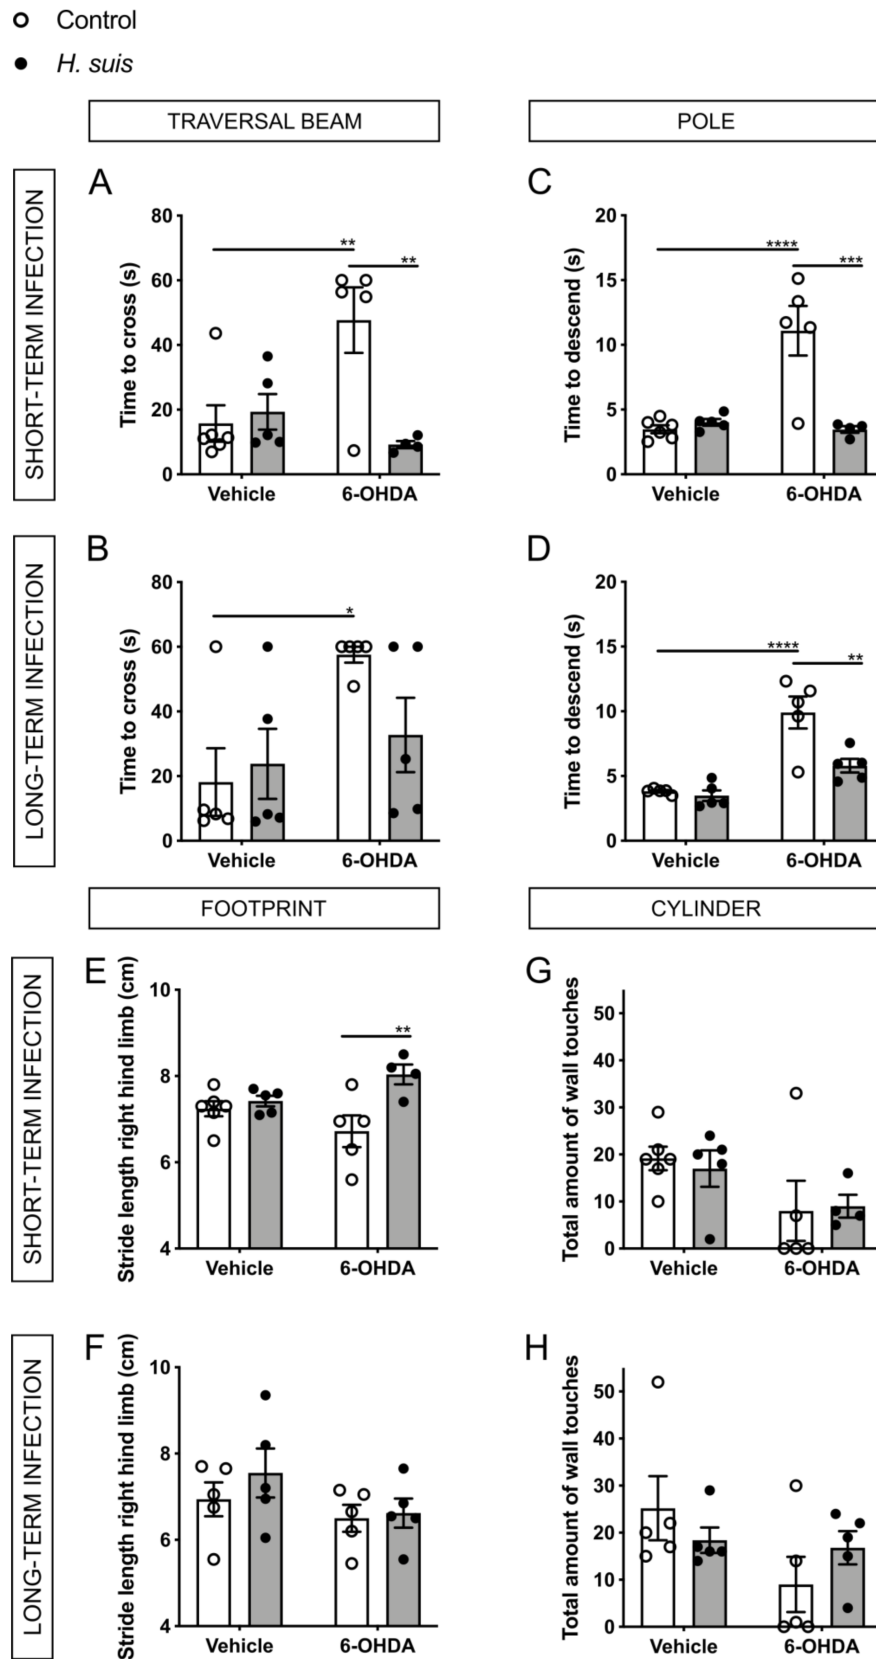 Control
H. suis
TRAVERSAL BEAM
POLE
SHORT-TERM INFECTION
A
Time to cross (s)
80
60
40
20
0
**
**
Vehicle
6-OHDA
C
Time to descend (s)
20
15
10
5
0
****
***
Vehicle
6-OHDA
LONG-TERM INFECTION
B
Time to cross (s)
80
60
40
20
0
*
Vehicle
6-OHDA
D
Time to descend (s)
20
15
10
5
0
****
**
Vehicle
6-OHDA
FOOTPRINT
CYLINDER
SHORT-TERM INFECTION
E
Stride length right hind limb (cm)
10
8
6
4
**
Vehicle
6-OHDA
G
Total amount of wall touches
50
40
30
20
10
0
Vehicle
6-OHDA
LONG-TERM INFECTION
F
Stride length right hind limb (cm)
10
8
6
4
Vehicle
6-OHDA
H
Total amount of wall touches
50
40
30
20
10
0
Vehicle
6-OHDA